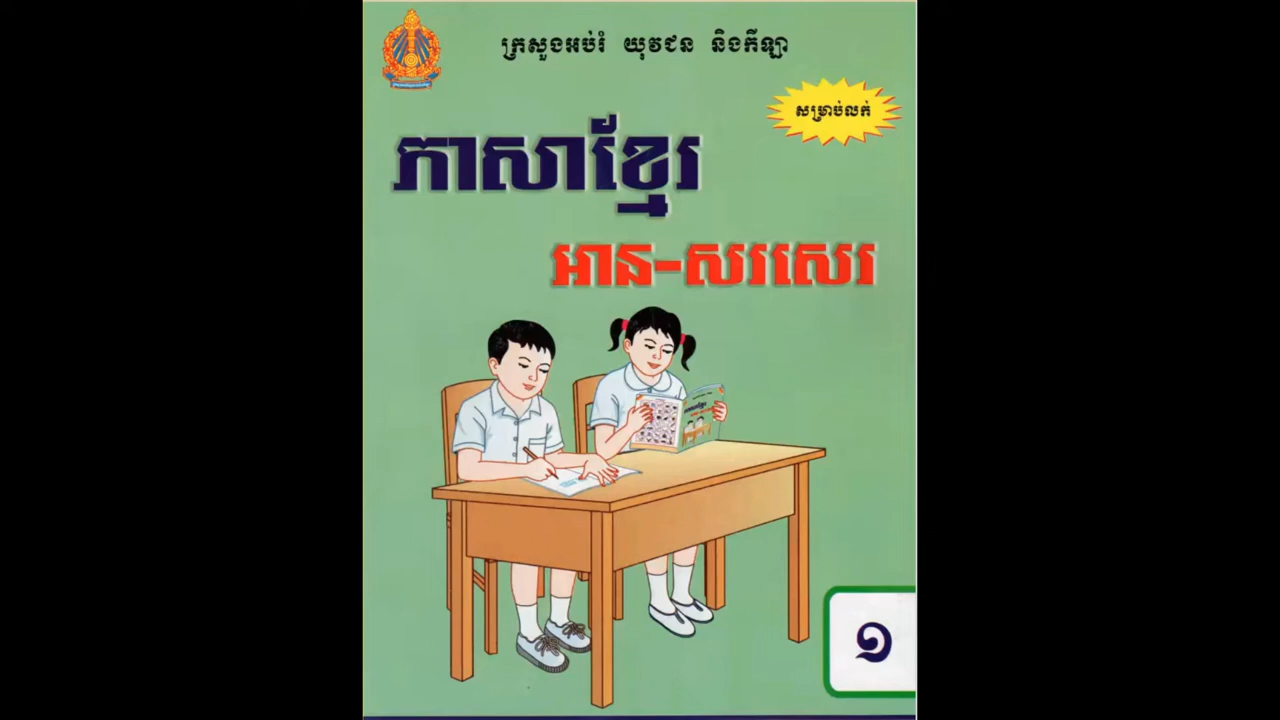 ក្រសួងអប់រំ យុវជន និងកីឡា
សម្រាប់លក់
ភាសាខ្មែរ
អាន-សរសេរ
១